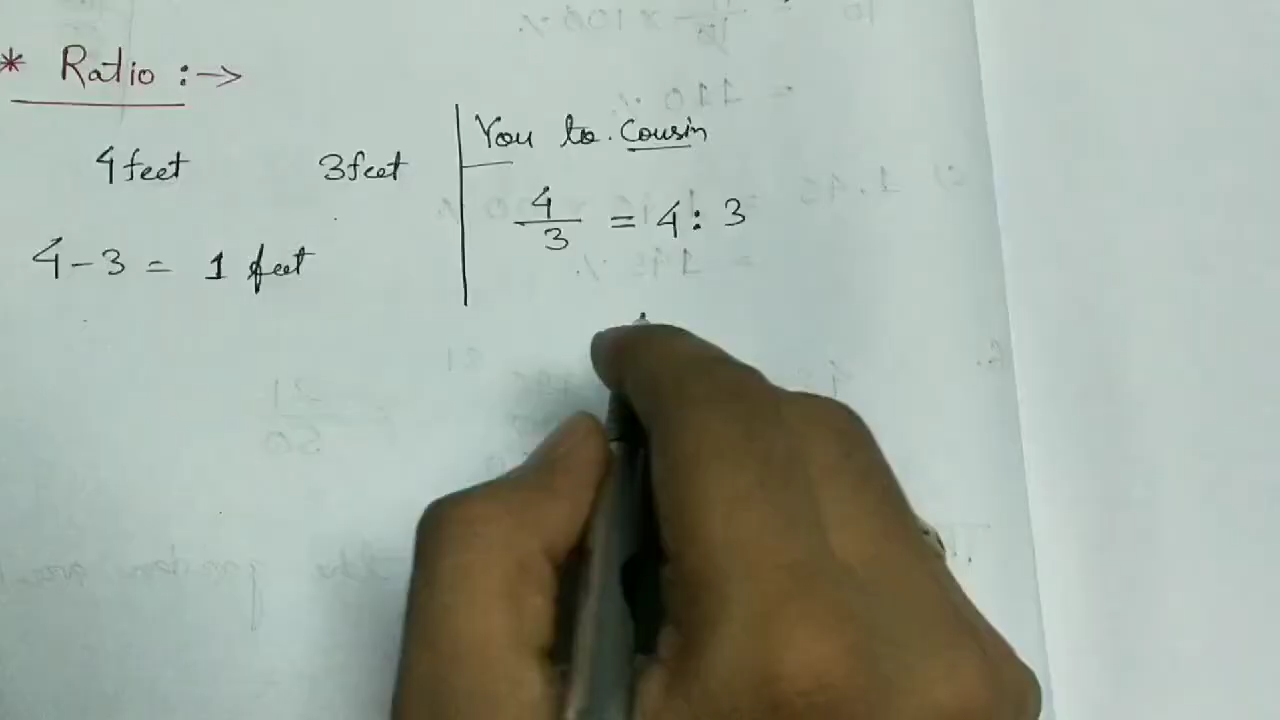 * Ratio :->
4 feet 3 feet
4 - 3 = 1 feet
You to. Cousin
4/3 = 4 : 3